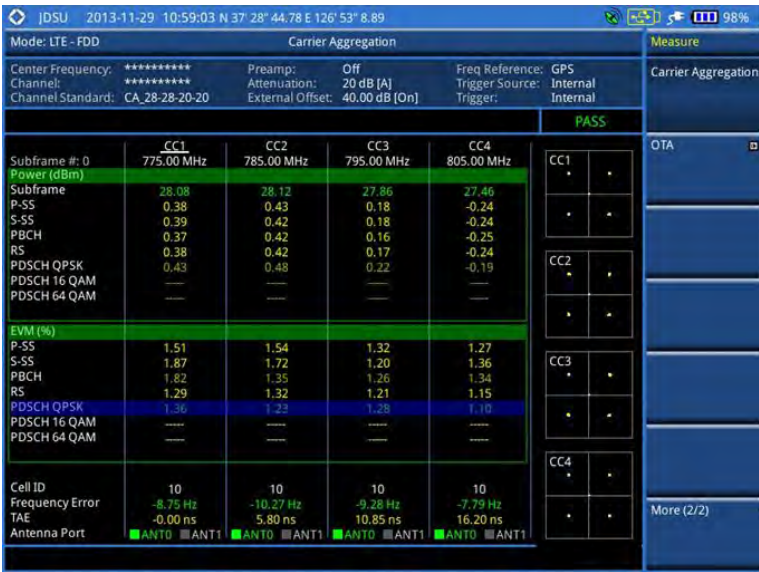 JDSU 2013-11-29 10:59:03 N 37' 28" 44.78 E 126' 53" 8.89 98%
Mode: LTE - FDD Carrier Aggregation Measure
Center Frequency: ********** Preamp: Off Freq Reference: GPS
Channel: ********** Attenuation: 20 dB [A] Trigger Source: Internal
Channel Standard: CA_28-28-20-20 External Offset: 40.00 dB [On] Trigger: Internal
Carrier Aggregation
PASS
OTA
CC1 CC2 CC3 CC4
Subframe #: 0 775.00 MHz 785.00 MHz 795.00 MHz 805.00 MHz
Power (dBm)
Subframe 28.08 28.12 27.86 27.46
P-SS 0.38 0.43 0.18 -0.24
S-SS 0.39 0.42 0.18 -0.24
PBCH 0.37 0.42 0.16 -0.25
RS 0.38 0.42 0.17 -0.24
PDSCH QPSK 0.43 0.48 0.22 -0.19
PDSCH 16 QAM ---- ---- ---- ----
PDSCH 64 QAM ---- ---- ---- ----
EVM (%)
P-SS 1.51 1.54 1.32 1.27
S-SS 1.87 1.72 1.20 1.36
PBCH 1.82 1.35 1.26 1.34
RS 1.29 1.32 1.21 1.15
PDSCH QPSK 1.36 1.23 1.28 1.10
PDSCH 16 QAM ---- ---- ---- ----
PDSCH 64 QAM ---- ---- ---- ----
Cell ID 10 10 10 10
Frequency Error -8.75 Hz -10.27 Hz -9.28 Hz -7.79 Hz
TAE -0.00 ns 5.80 ns 10.85 ns 16.20 ns
Antenna Port ANT0 ANT1 ANT0 ANT1 ANT0 ANT1 ANT0 ANT1
CC1
CC2
CC3
CC4
More (2/2)